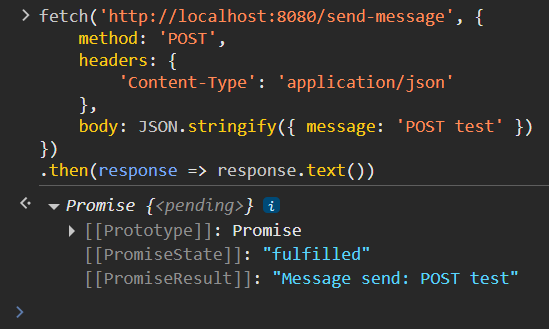 fetch('http://localhost:8080/send-message', {
method: 'POST',
headers: {
'Content-Type': 'application/json'
},
body: JSON.stringify({ message: 'POST test' })
})
.then(response => response.text())
Promise {<pending>} i
[[Prototype]]: Promise
[[PromiseState]]: "fulfilled"
[[PromiseResult]]: "Message send: POST test"